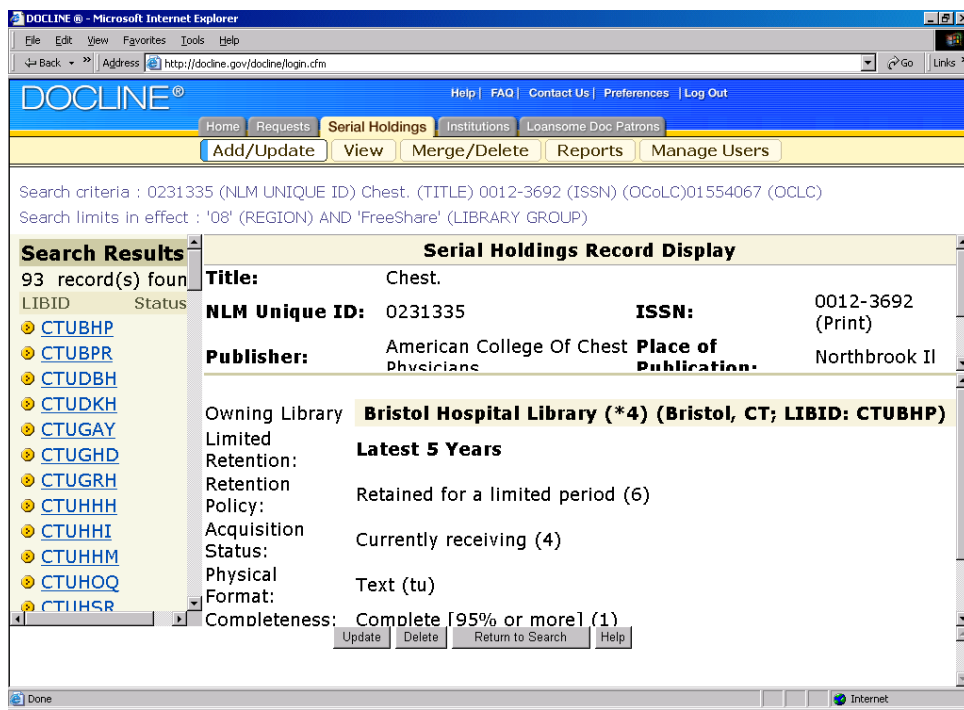 DOCLINE ® - Microsoft Internet Explorer
File Edit View Favorites Tools Help
Back » Address http://docline.gov/docline/login.cfm Go Links »
DOCLINE®
Help | FAQ | Contact Us | Preferences | Log Out
Home Requests Serial Holdings Institutions Loansome Doc Patrons
Add/Update View Merge/Delete Reports Manage Users
Search criteria : 0231335 (NLM UNIQUE ID) Chest. (TITLE) 0012-3692 (ISSN) (OCoLC)01554067 (OCLC)
Search limits in effect : '08' (REGION) AND 'FreeShare' (LIBRARY GROUP)
Search Results
93 record(s) foun
LIBID Status
CTUBHP
CTUBPR
CTUDBH
CTUDKH
CTUGAY
CTUGHD
CTUGRH
CTUHHH
CTUHHI
CTUHHM
CTUHOQ
CTUHSR
Serial Holdings Record Display
Title: Chest.
NLM Unique ID: 0231335 ISSN: 0012-3692 (Print)
Publisher: American College Of Chest Physicians Place of Publication: Northbrook Il
Owning Library Bristol Hospital Library (*4) (Bristol, CT; LIBID: CTUBHP)
Limited Retention: Latest 5 Years
Retention Policy: Retained for a limited period (6)
Acquisition Status: Currently receiving (4)
Physical Format: Text (tu)
Completeness: Complete [95% or more] (1)
Update Delete Return to Search Help
Done Internet